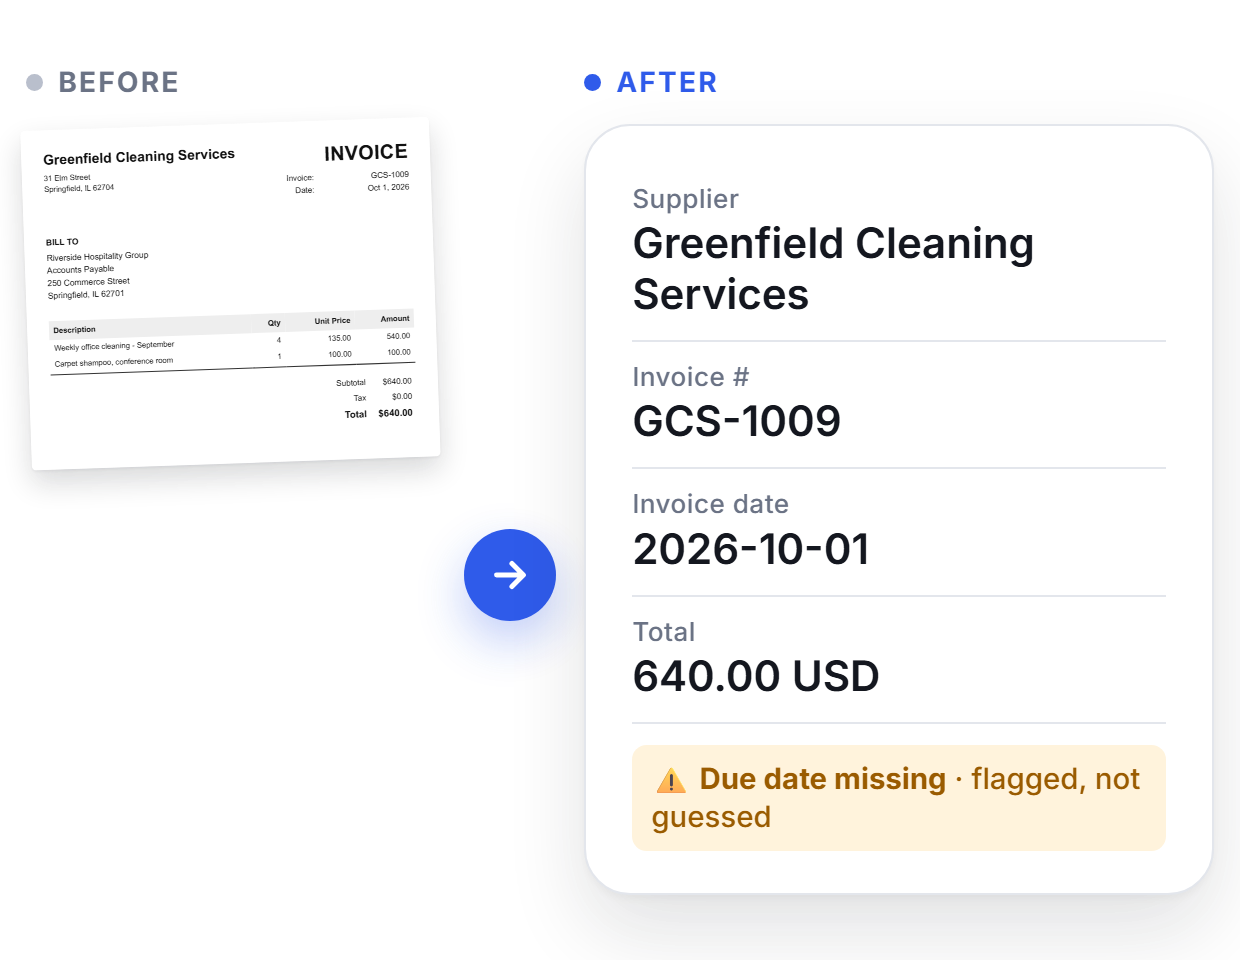 BEFORE
Greenfield Cleaning Services
INVOICE
31 Elm Street
Springfield, IL 62704
Invoice: GCS-1009
Date: Oct 1, 2026
BILL TO
Riverside Hospitality Group
Accounts Payable
250 Commerce Street
Springfield, IL 62701
Description Qty Unit Price Amount
Weekly office cleaning - September 4 135.00 540.00
Carpet shampoo, conference room 1 100.00 100.00
Subtotal $640.00
Tax $0.00
Total $640.00
AFTER
Supplier
Greenfield Cleaning
Services
Invoice #
GCS-1009
Invoice date
2026-10-01
Total
640.00 USD
⚠️ Due date missing · flagged, not
guessed